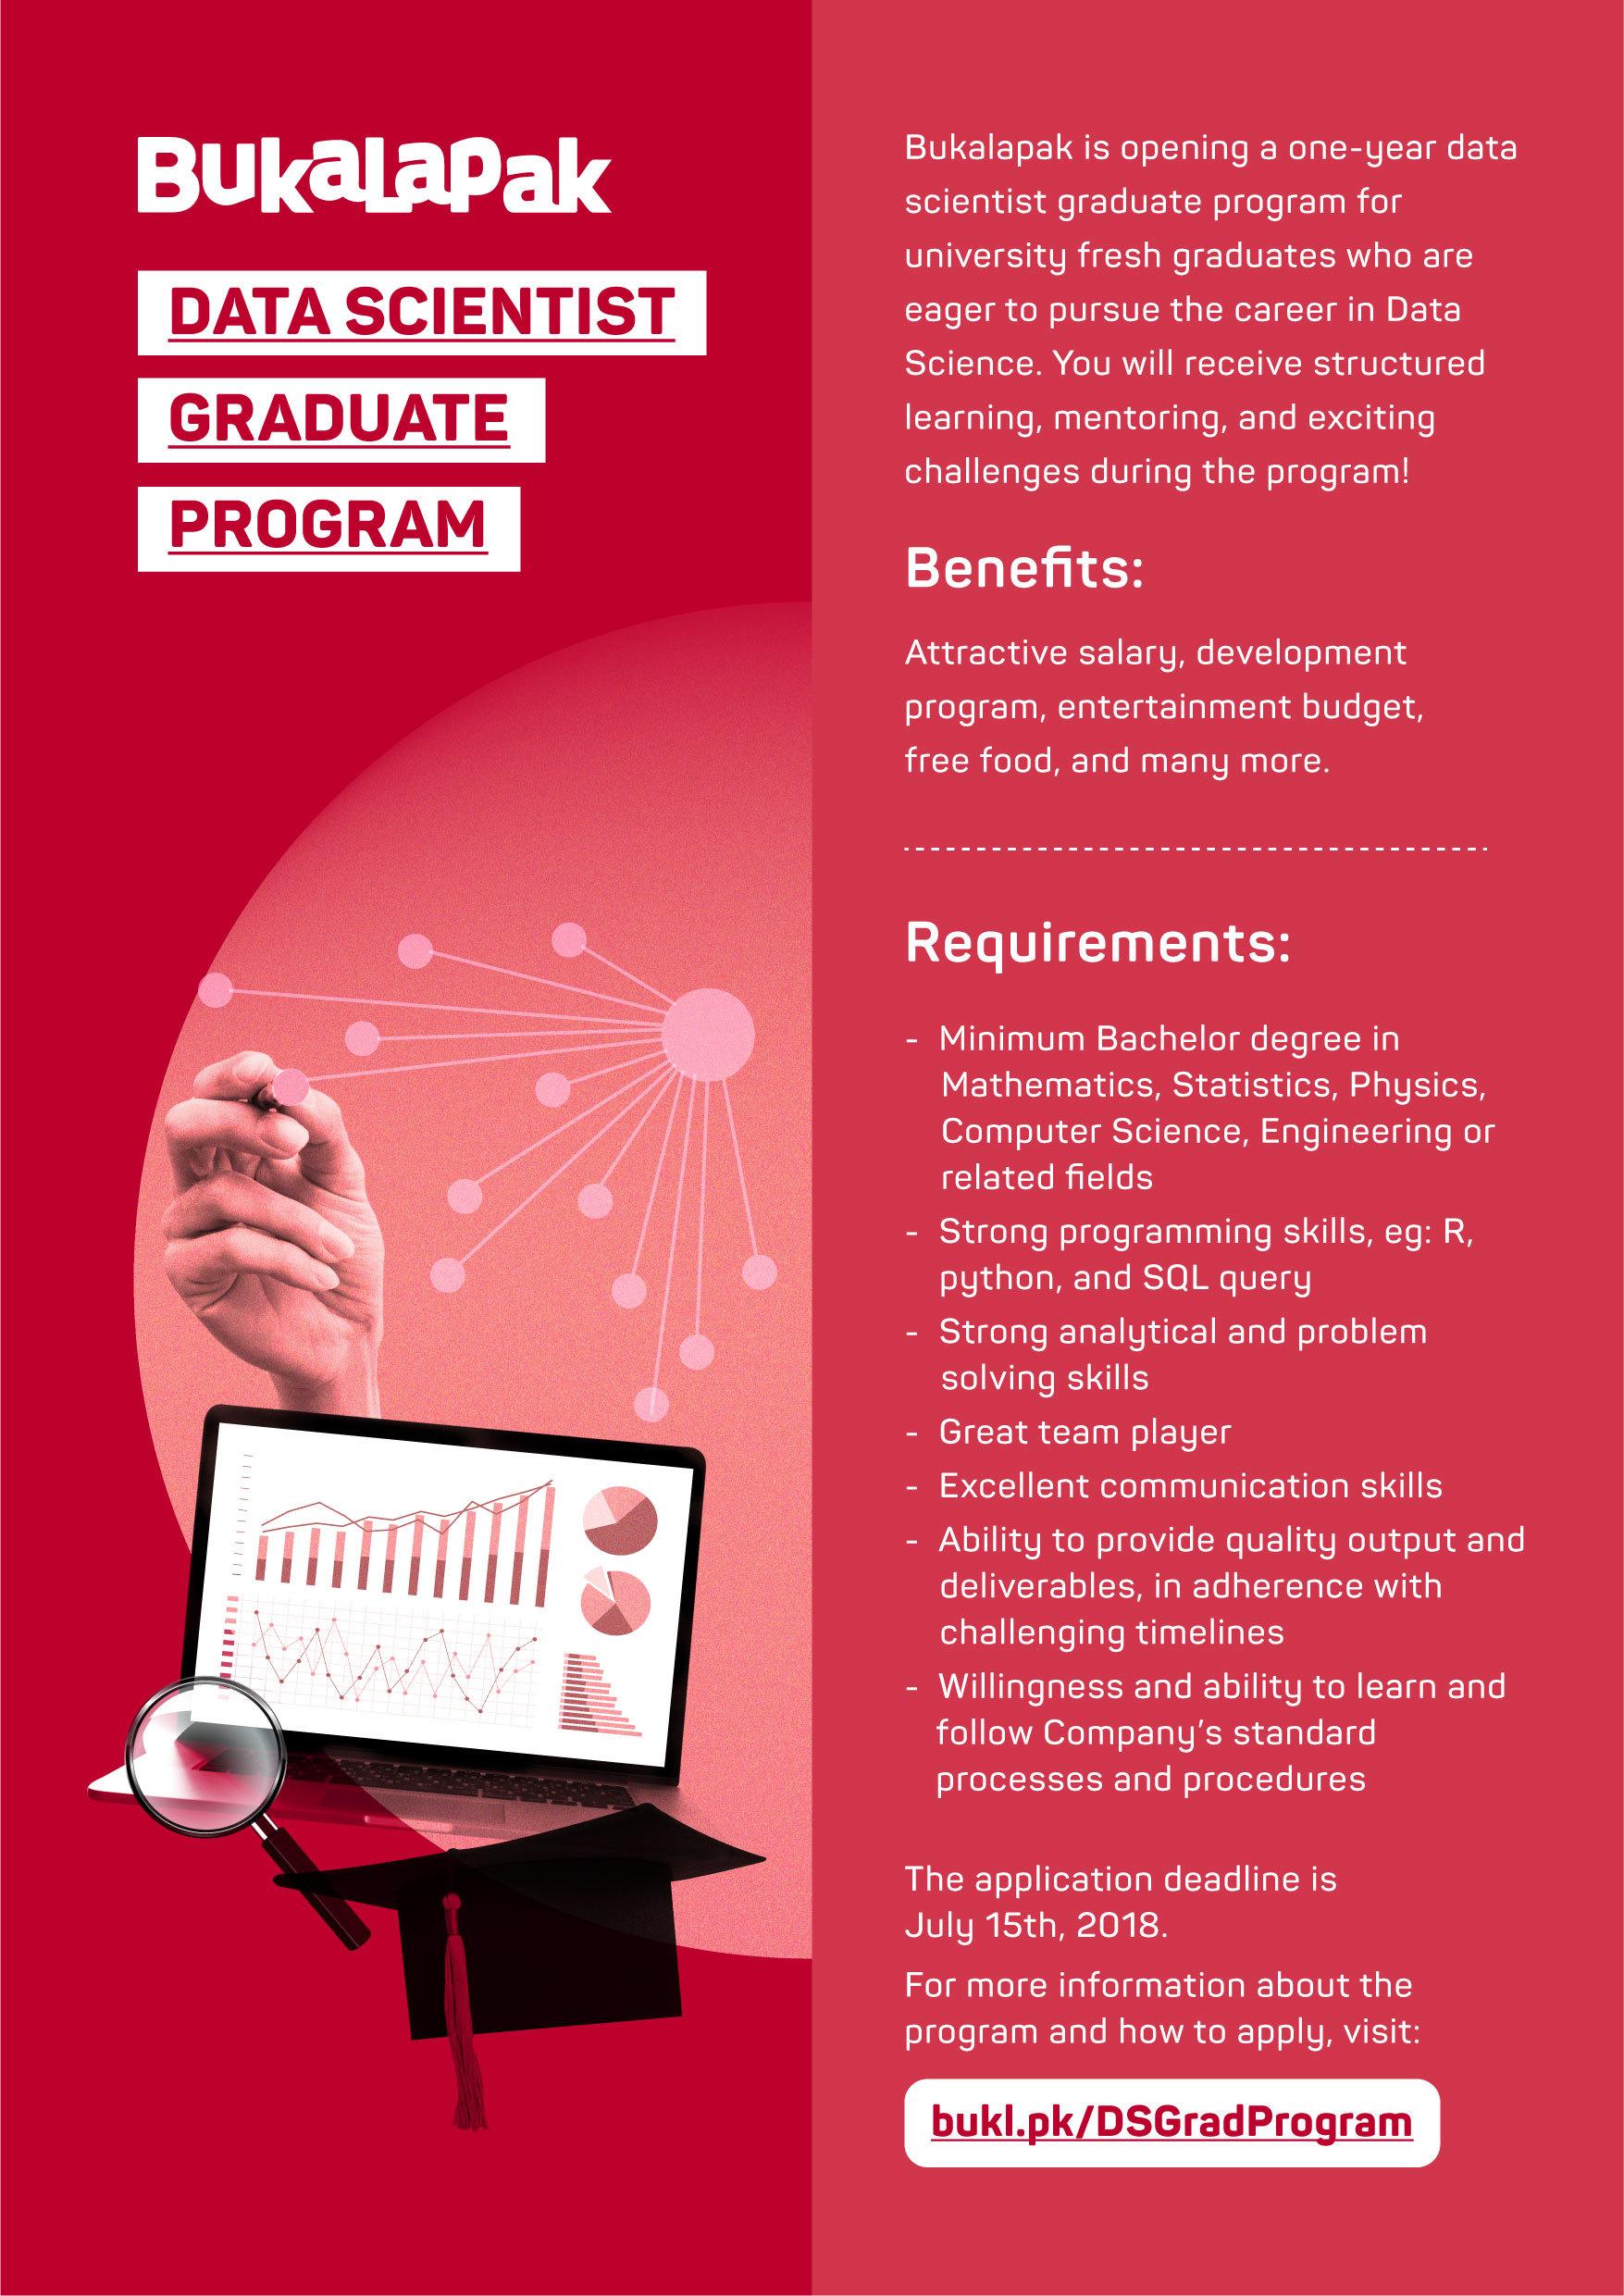 Bukalapak
DATA SCIENTIST
GRADUATE
PROGRAM
Bukalapak is opening a one-year data
scientist graduate program for
university fresh graduates who are
eager to pursue the career in Data
Science. You will receive structured
learning, mentoring, and exciting
challenges during the program!
Benefits:
Attractive salary, development
program, entertainment budget,
free food, and many more.
Requirements:
- Minimum Bachelor degree in
Mathematics, Statistics, Physics,
Computer Science, Engineering or
related fields
- Strong programming skills, eg: R,
python, and SQL query
- Strong analytical and problem
solving skills
- Great team player
- Excellent communication skills
- Ability to provide quality output and
deliverables, in adherence with
challenging timelines
- Willingness and ability to learn and
follow Company's standard
processes and procedures
The application deadline is
July 15th, 2018.
For more information about the
program and how to apply, visit:
bukl.pk/DSGradProgram